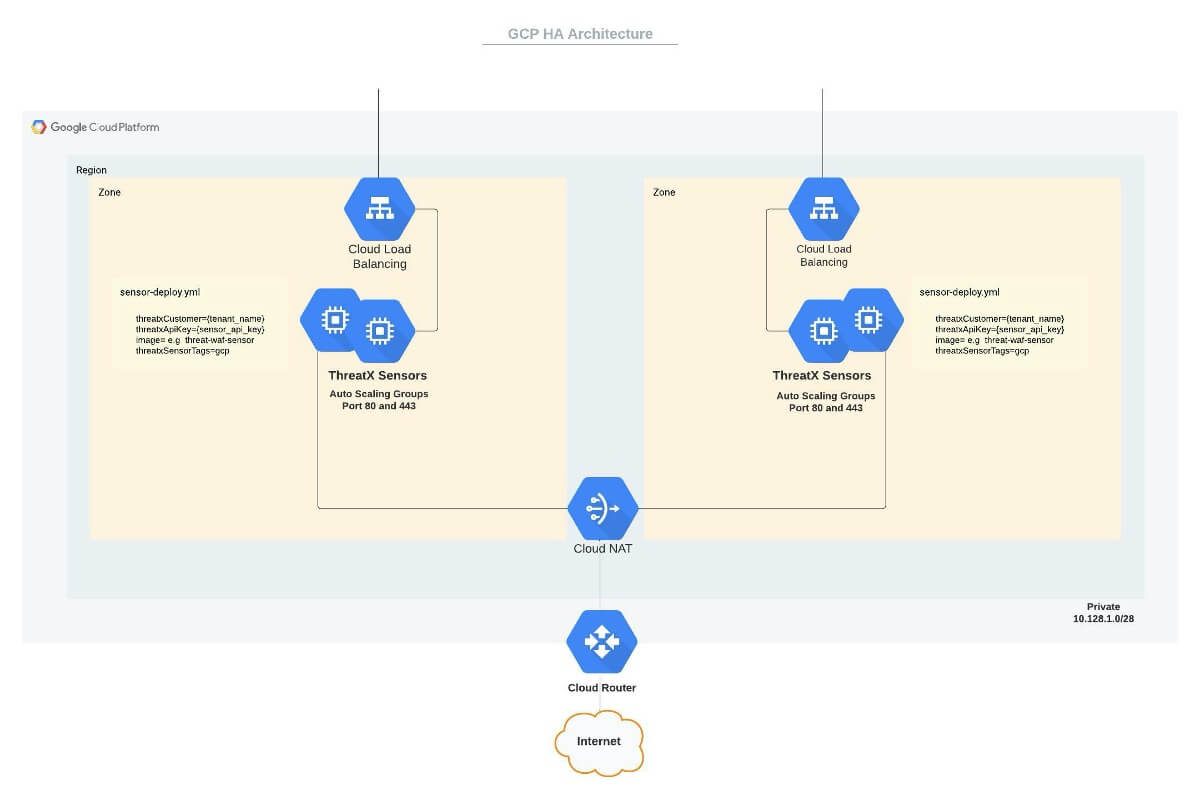 GCP HA Architecture
Google Cloud Platform
Region
Zone
Cloud Load
Balancing
sensor-deploy.yml
threatxCustomer={tenant_name}
threatxApiKey={sensor_api_key}
image= e.g  threat-waf-sensor
threatxSensorTags=gcp
ThreatX Sensors
Auto Scaling Groups
Port 80 and 443
Zone
Cloud Load
Balancing
sensor-deploy.yml
threatxCustomer={tenant_name}
threatxApiKey={sensor_api_key}
image= e.g  threat-waf-sensor
threatxSensorTags=gcp
ThreatX Sensors
Auto Scaling Groups
Port 80 and 443
Cloud NAT
Private
10.128.1.0/28
Cloud Router
Internet